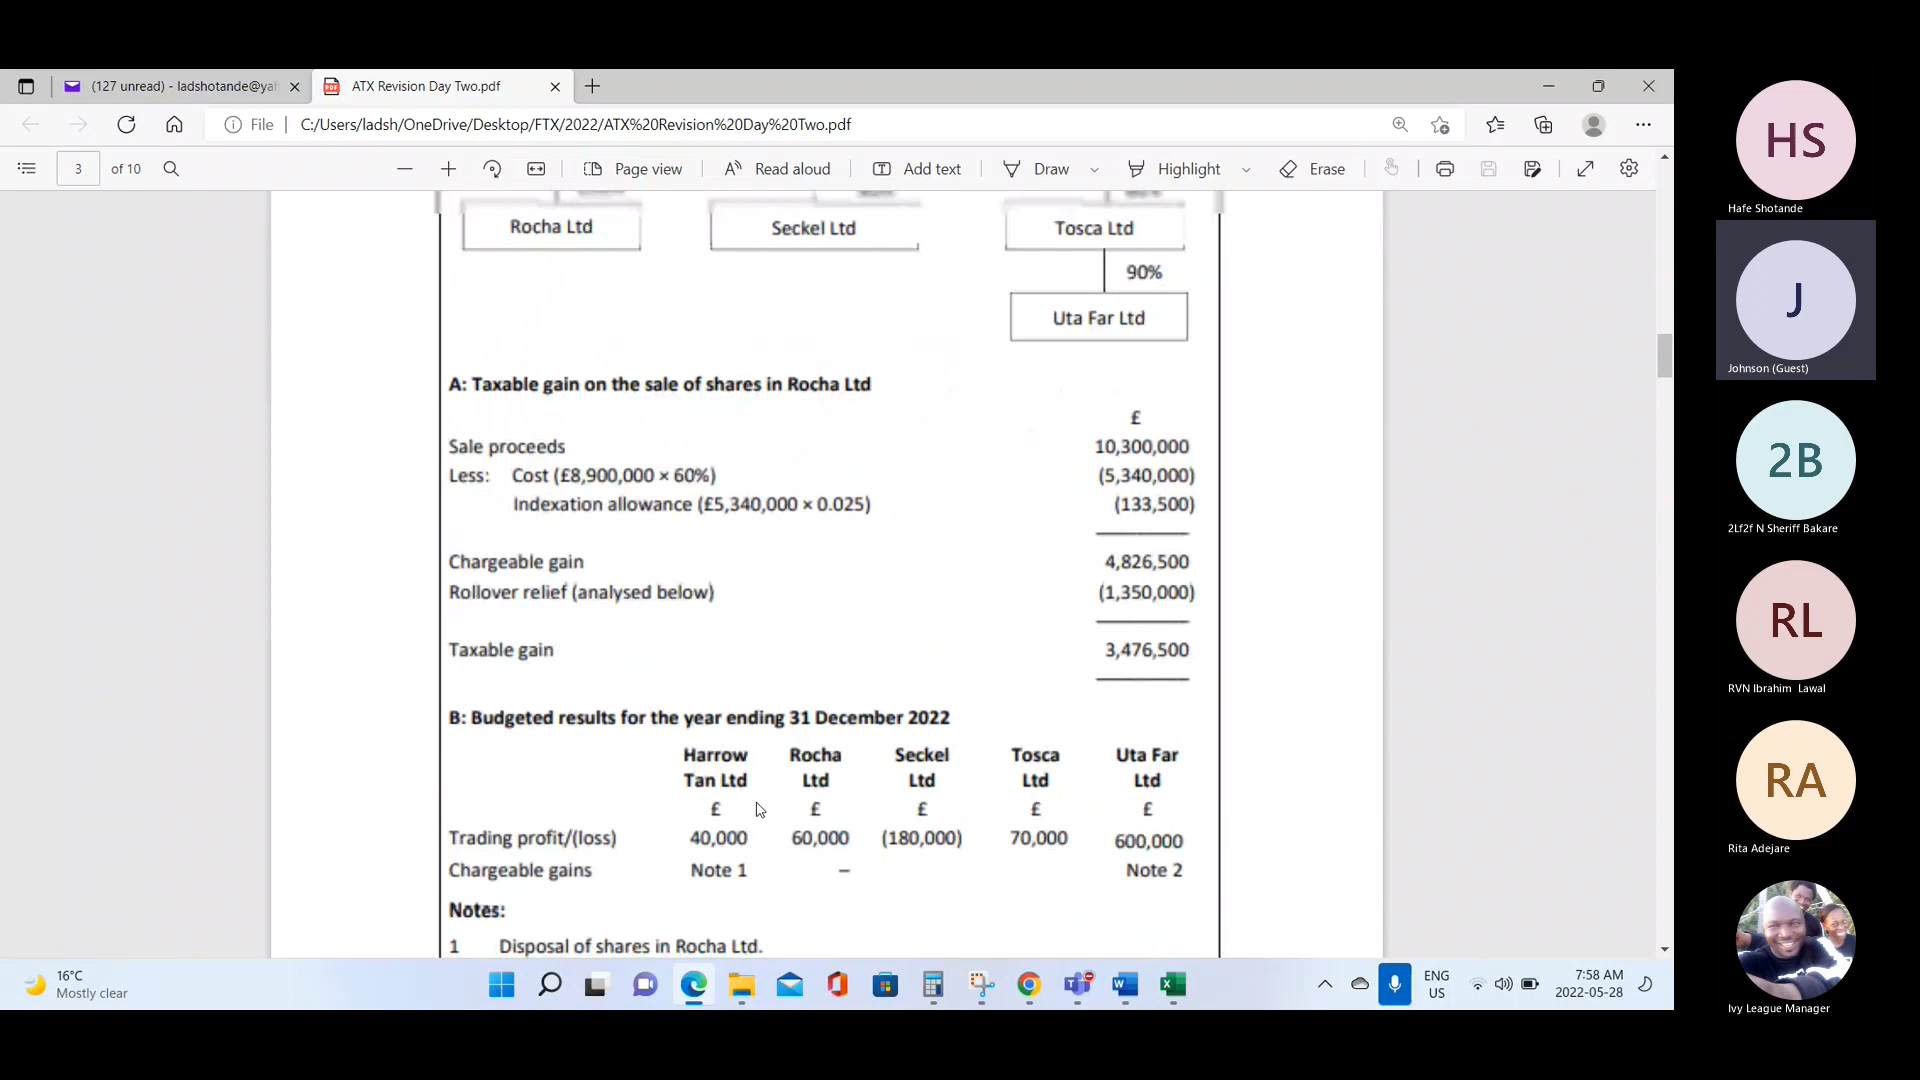 (127 unread) - ladshotande@yah
ATX Revision Day Two.pdf
File
C:/Users/ladsh/OneDrive/Desktop/FTX/2022/ATX%20Revision%20Day%20Two.pdf
3 of 10
Page view
Read aloud
Add text
Draw
Highlight
Erase
Rocha Ltd
Seckel Ltd
Tosca Ltd
90%
Uta Far Ltd
A: Taxable gain on the sale of shares in Rocha Ltd
£
Sale proceeds 10,300,000
Less: Cost (£8,900,000 × 60%) (5,340,000)
Indexation allowance (£5,340,000 × 0.025) (133,500)
Chargeable gain 4,826,500
Rollover relief (analysed below) (1,350,000)
Taxable gain 3,476,500
B: Budgeted results for the year ending 31 December 2022
Harrow Rocha Seckel Tosca Uta Far
Tan Ltd Ltd Ltd Ltd Ltd
£ £ £ £ £
Trading profit/(loss) 40,000 60,000 (180,000) 70,000 600,000
Chargeable gains Note 1 – Note 2
Notes:
1 Disposal of shares in Rocha Ltd.
16°C
Mostly clear
ENG
US
7:58 AM
2022-05-28
HS
Hafe Shotande
J
Johnson (Guest)
2B
2Lf2f N Sheriff Bakare
RL
RVN Ibrahim Lawal
RA
Rita Adejare
Ivy League Manager